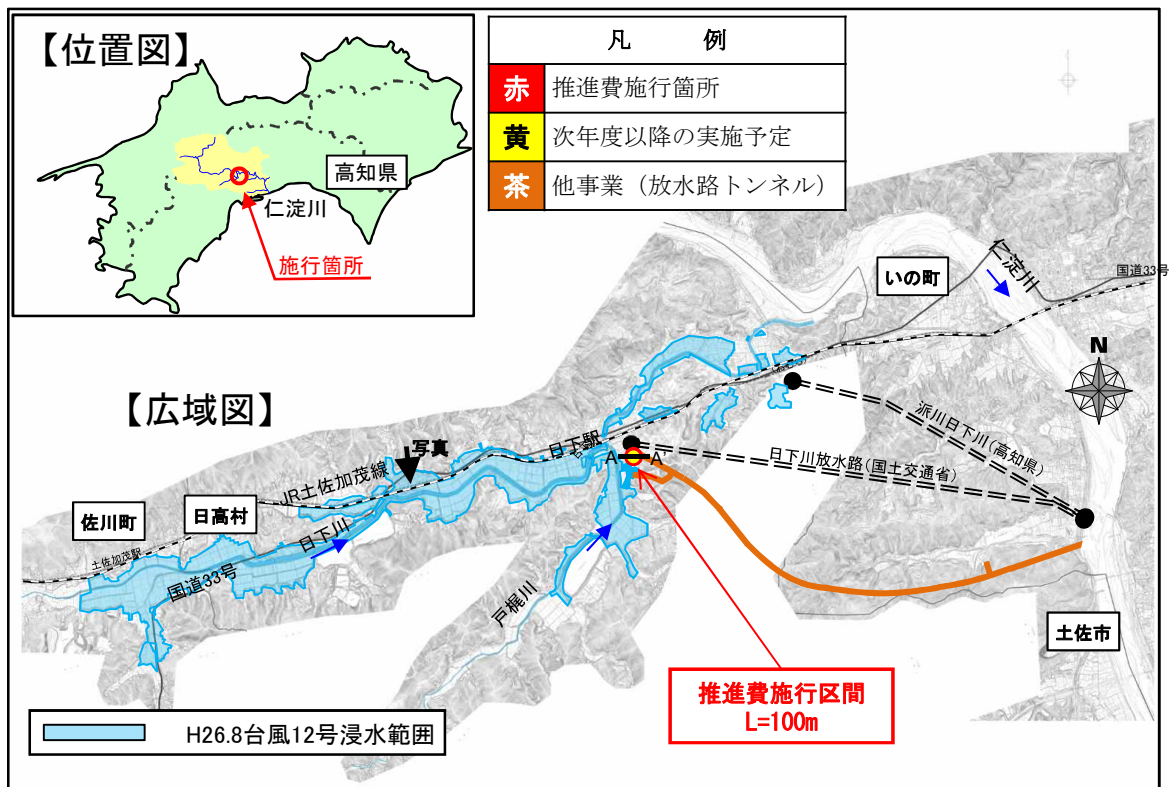 【位置図】
高知県
仁淀川
施行箇所
凡 例
赤 推進費施行箇所
黄 次年度以降の実施予定
茶 他事業（放水路トンネル）
いの町
仁淀川
国道33号
N
【広域図】
写真
日下駅
A A'
派川日下川(高知県)
日下川放水路(国土交通省)
JR土佐加茂線
佐川町
日高村
日下川
土佐加茂駅
国道33号
戸梶川
土佐市
推進費施行区間
L=100m
H26.8台風12号浸水範囲